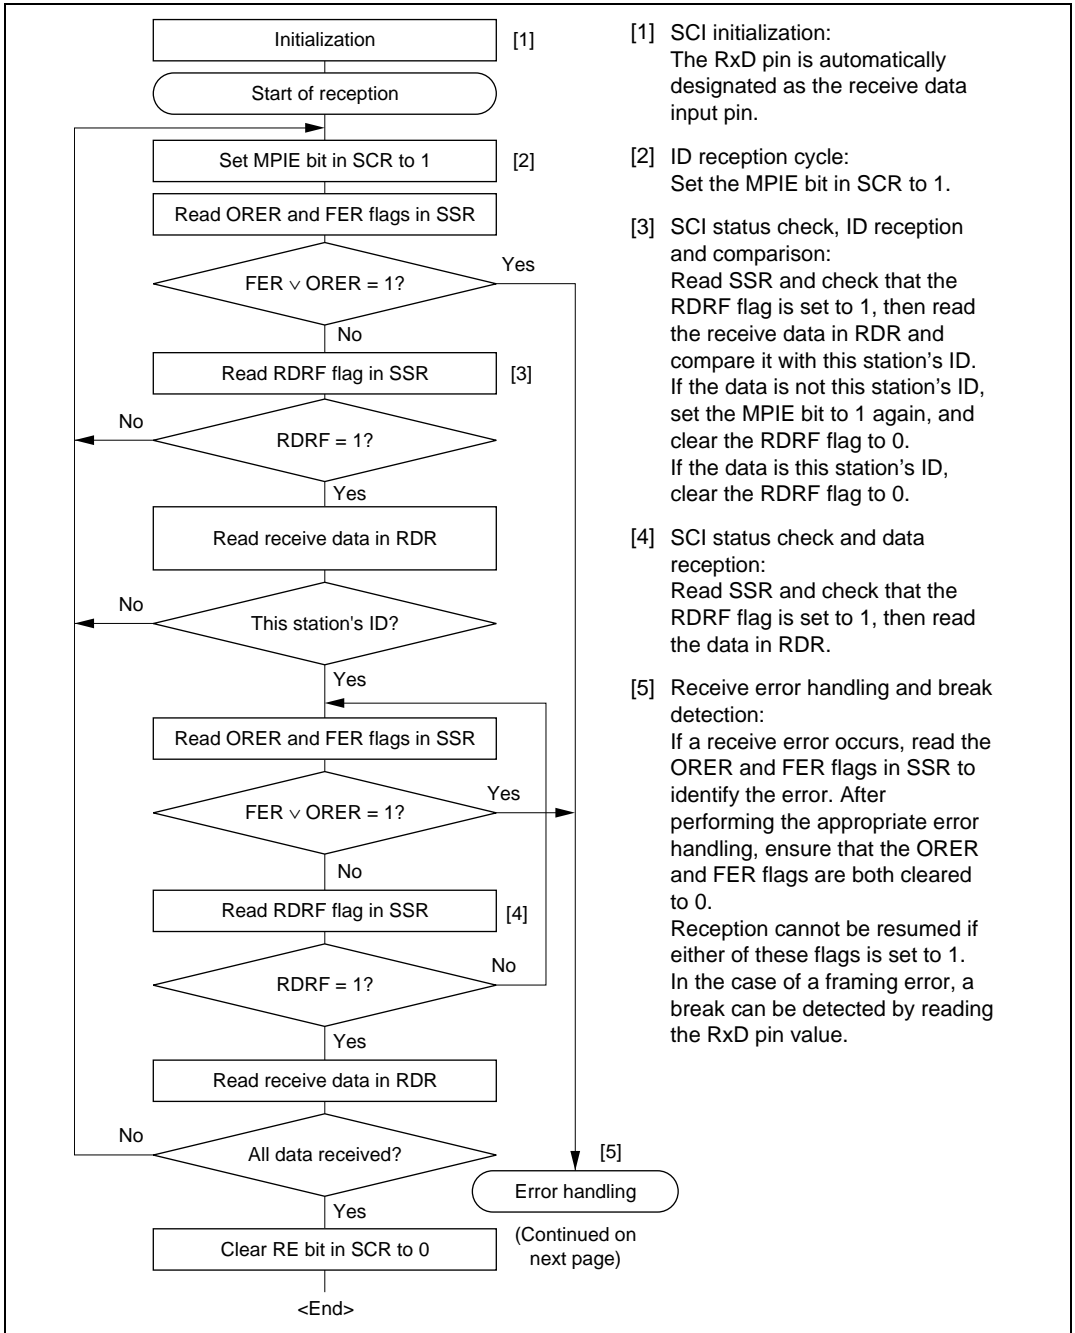 Initialization
[1]
Start of reception
Set MPIE bit in SCR to 1
[2]
Read ORER and FER flags in SSR
FER ∨ ORER = 1?
Yes
No
Read RDRF flag in SSR
[3]
No
RDRF = 1?
Yes
Read receive data in RDR
No
This station's ID?
Yes
Read ORER and FER flags in SSR
FER ∨ ORER = 1?
Yes
No
Read RDRF flag in SSR
[4]
RDRF = 1?
No
Yes
Read receive data in RDR
No
All data received?
[5]
Error handling
Yes
(Continued on
next page)
Clear RE bit in SCR to 0
<End>
[1] SCI initialization:
The RxD pin is automatically
designated as the receive data
input pin.
[2] ID reception cycle:
Set the MPIE bit in SCR to 1.
[3] SCI status check, ID reception
and comparison:
Read SSR and check that the
RDRF flag is set to 1, then read
the receive data in RDR and
compare it with this station's ID.
If the data is not this station's ID,
set the MPIE bit to 1 again, and
clear the RDRF flag to 0.
If the data is this station's ID,
clear the RDRF flag to 0.
[4] SCI status check and data
reception:
Read SSR and check that the
RDRF flag is set to 1, then read
the data in RDR.
[5] Receive error handling and break
detection:
If a receive error occurs, read the
ORER and FER flags in SSR to
identify the error. After
performing the appropriate error
handling, ensure that the ORER
and FER flags are both cleared
to 0.
Reception cannot be resumed if
either of these flags is set to 1.
In the case of a framing error, a
break can be detected by reading
the RxD pin value.